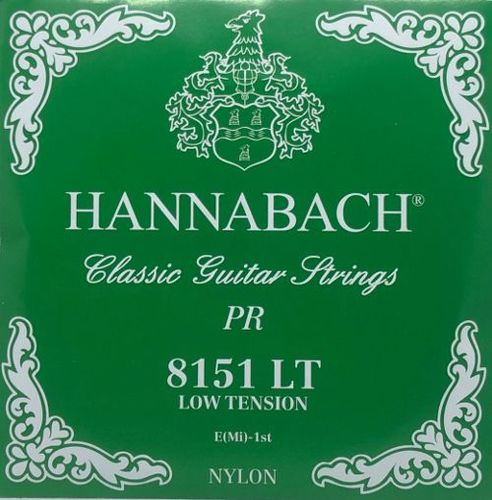 HANNABACH®
Classic Guitar Strings
PR
8151 LT
LOW TENSION
E(Mi)-1st
NYLON